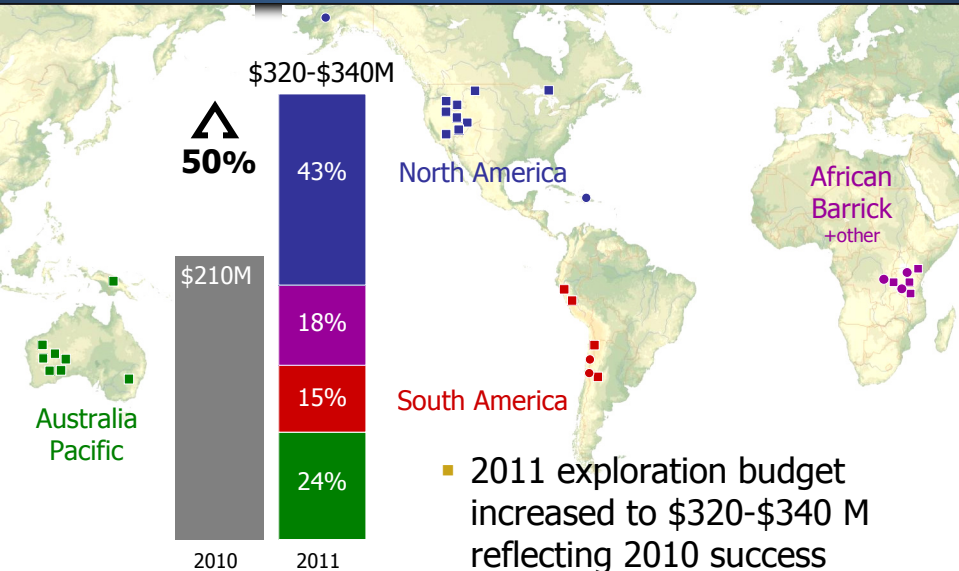 $320-$340M
50%
43%
North America
African
Barrick
+other
$210M
18%
15%
South America
Australia
Pacific
24%
▪ 2011 exploration budget
increased to $320-$340 M
reflecting 2010 success
2010
2011